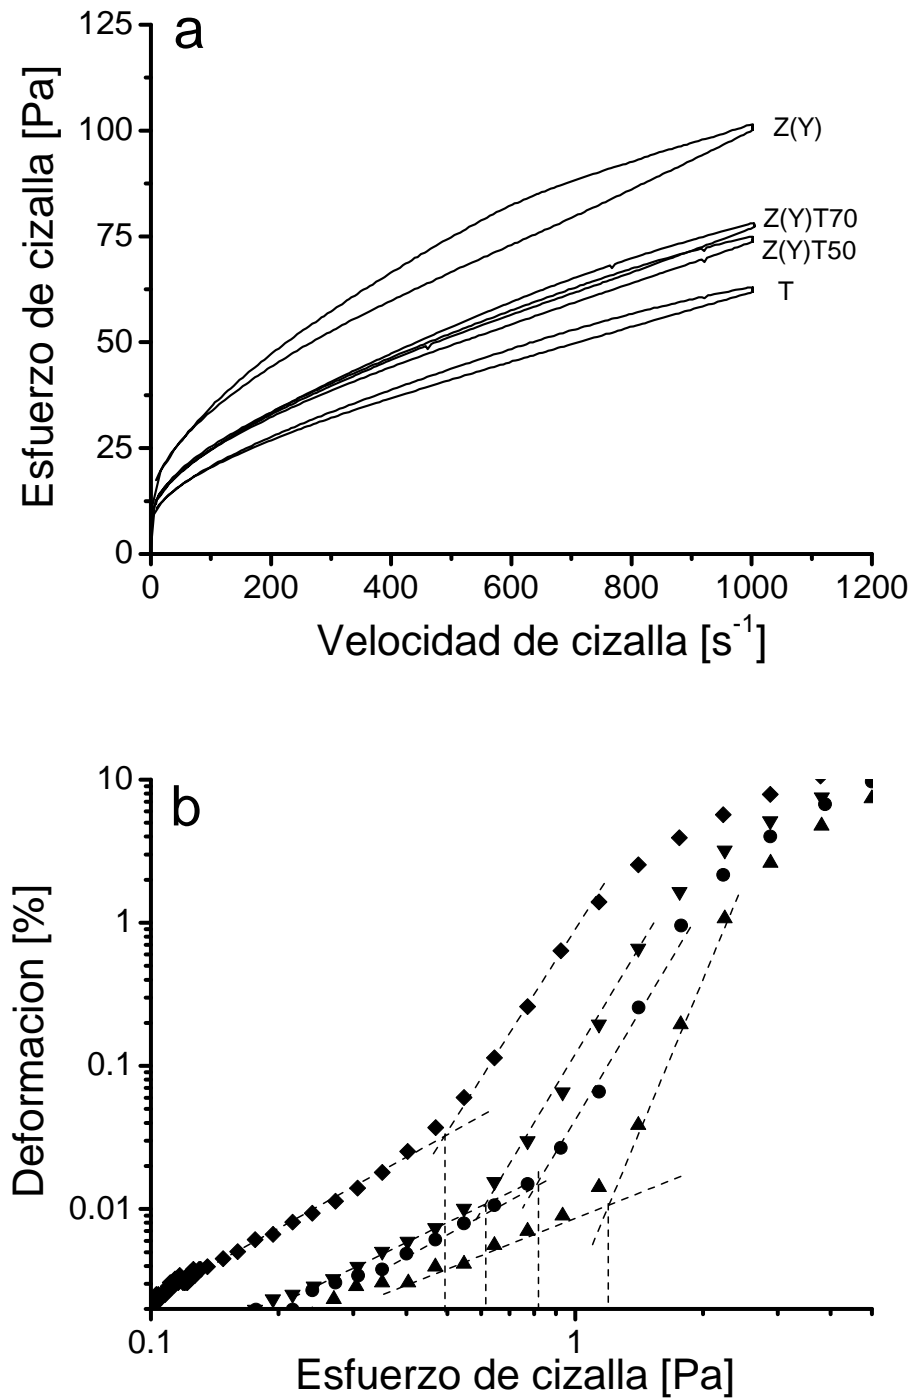 a
125
100
75
50
25
0
Esfuerzo de cizalla [Pa]
Z(Y)
Z(Y)T70
Z(Y)T50
T
0 200 400 600 800 1000 1200
Velocidad de cizalla [s⁻¹]
b
10
1
0.1
0.01
Deformacion [%]
0.1 1
Esfuerzo de cizalla [Pa]